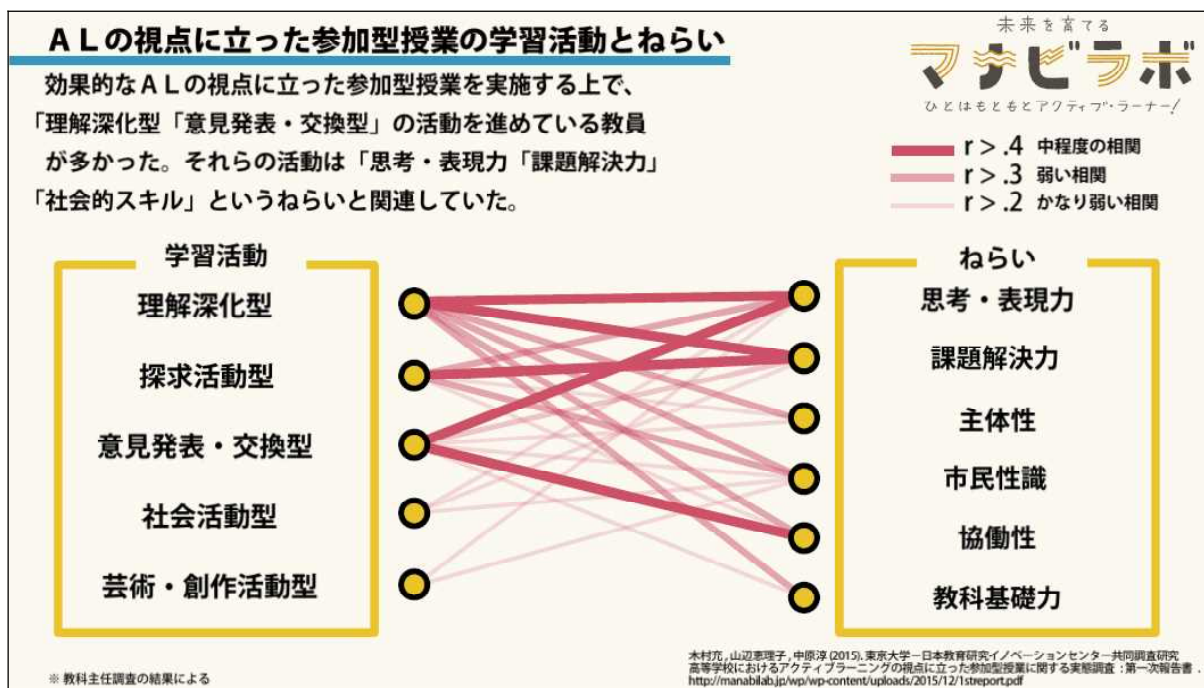 ALの視点に立った参加型授業の学習活動とねらい
効果的なALの視点に立った参加型授業を実施する上で、
「理解深化型「意見発表・交換型」の活動を進めている教員
が多かった。それらの活動は「思考・表現力「課題解決力」
「社会的スキル」というねらいと関連していた。
未来を育てる
マナビラボ
ひとはもともとアクティブ・ラーナー!
r > .4 中程度の相関
r > .3 弱い相関
r > .2 かなり弱い相関
学習活動
理解深化型
探求活動型
意見発表・交換型
社会活動型
芸術・創作活動型
ねらい
思考・表現力
課題解決力
主体性
市民性識
協働性
教科基礎力
※ 教科主任調査の結果による
木村充 , 山辺恵理子 , 中原淳 (2015). 東京大学ー日本教育研究イノベーションセンター共同調査研究
高等学校におけるアクティブラーニングの視点に立った参加型授業に関する実態調査 : 第一次報告書 .
http://manabilab.jp/wp/wp-content/uploads/2015/12/1streport.pdf